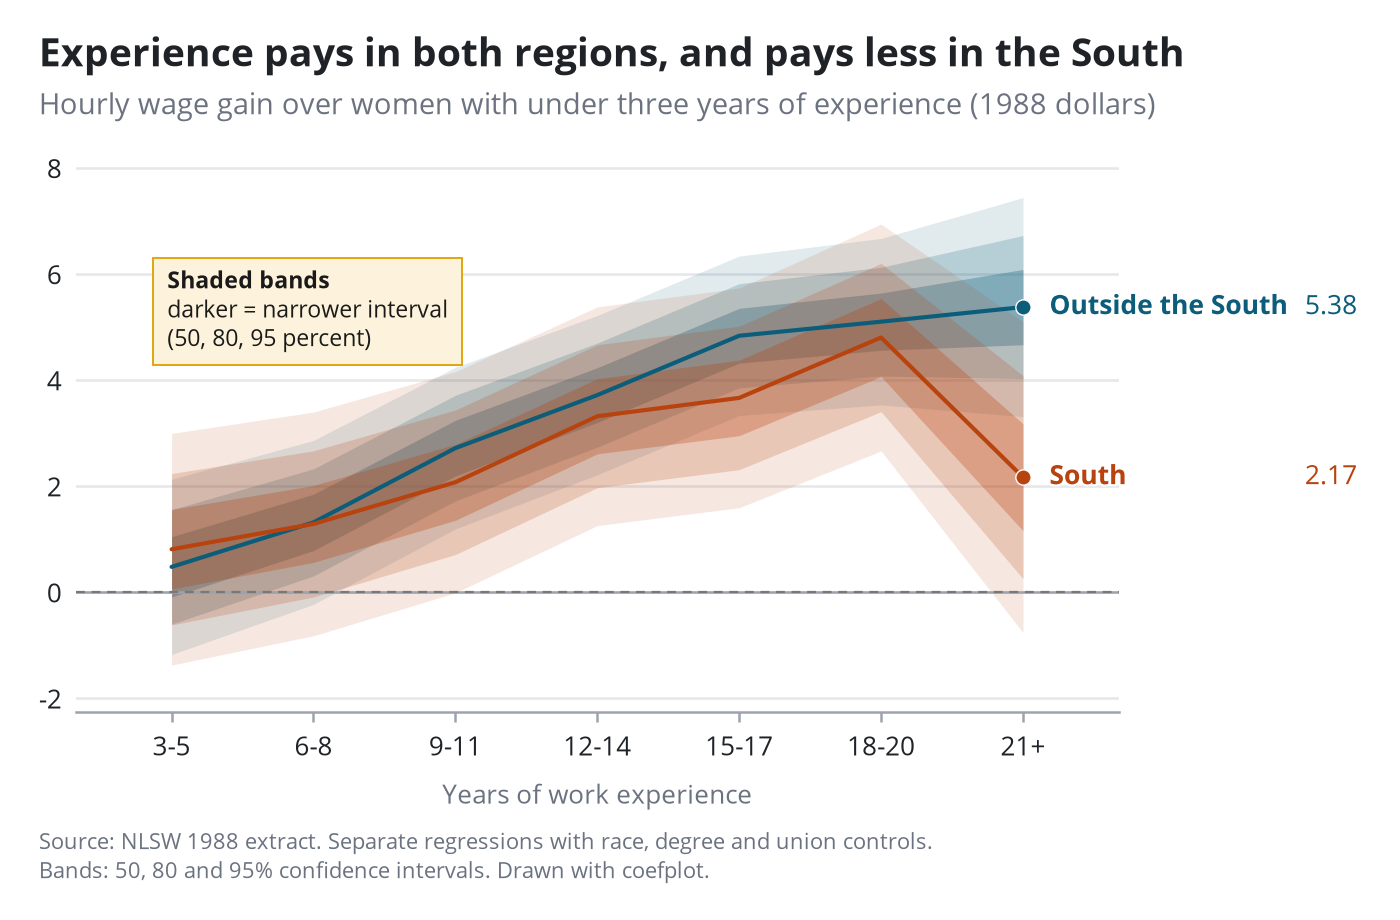 Experience pays in both regions, and pays less in the South
Hourly wage gain over women with under three years of experience (1988 dollars)
8
6
4
2
0
-2
Shaded bands
darker = narrower interval
(50, 80, 95 percent)
Outside the South 5.38
South 2.17
3-5 6-8 9-11 12-14 15-17 18-20 21+
Years of work experience
Source: NLSW 1988 extract. Separate regressions with race, degree and union controls.
Bands: 50, 80 and 95% confidence intervals. Drawn with coefplot.